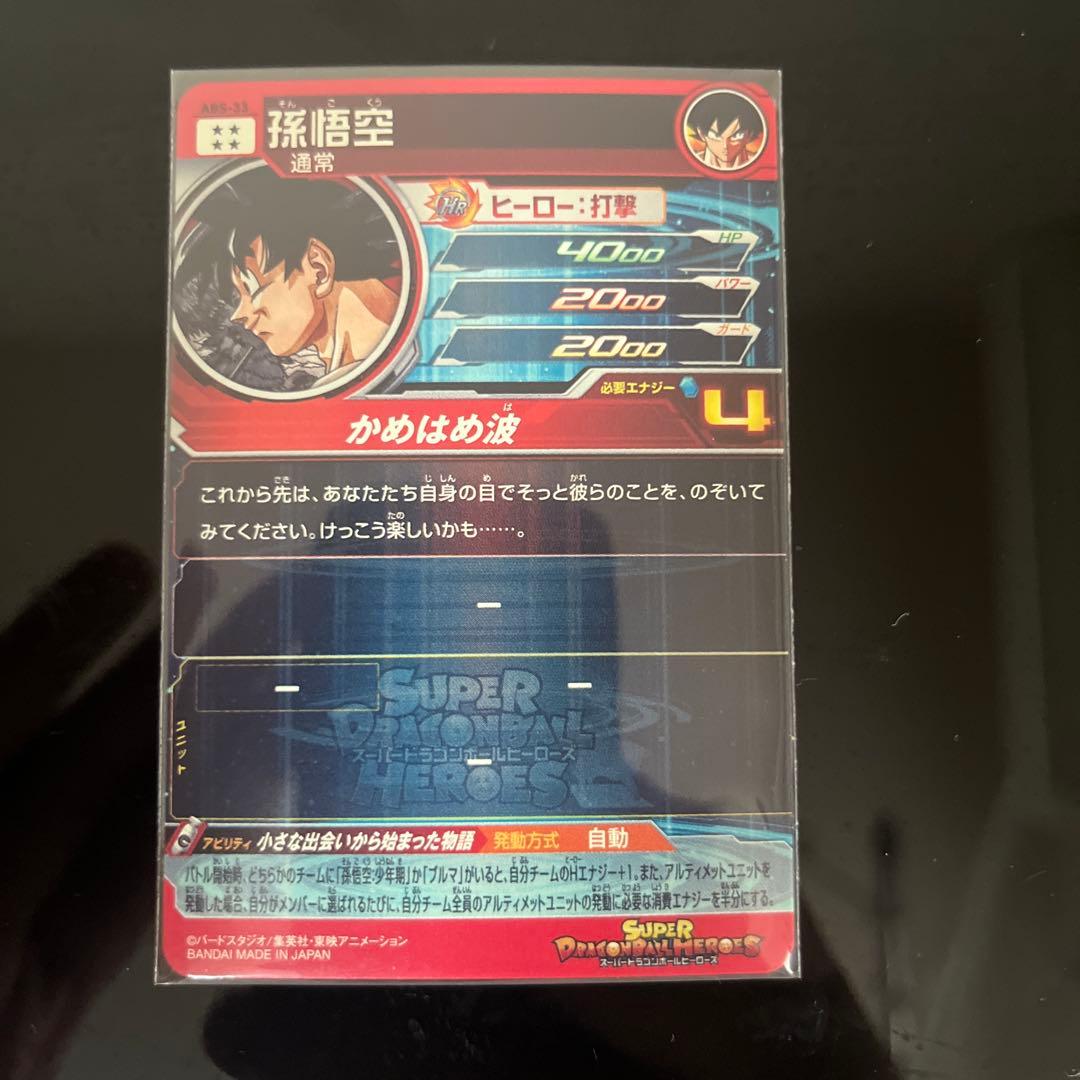 ABS-33
そん ご くう
孫悟空
通常
HR ヒーロー:打撃
HP
4000
パワー
2000
ガード
2000
必要エナジー 4
は
かめはめ波
さき じしん め かれ
これから先は、あなたたち自身の目でそっと彼らのことを、のぞいて
たの
みてください。けっこう楽しいかも……。
ー
ー ー
ユニット
ー
SUPER
DRAGONBALL
スーパードラゴンボールヒーローズ
HEROES
アビリティ 小さな出会いから始まった物語 発動方式 自動
バトル開始時、どちらかのチームに「孫悟空:少年期」か「ブルマ」がいると、自分チームのHエナジー+1。また、アルティメットユニットを
発動した場合、自分がメンバーに選ばれるたびに、自分チーム全員のアルティメットユニットの発動に必要な消費エナジーを半分にする。
©バードスタジオ/集英社・東映アニメーション
BANDAI MADE IN JAPAN
SUPER
DRAGONBALL HEROES
スーパードラゴンボールヒーローズ